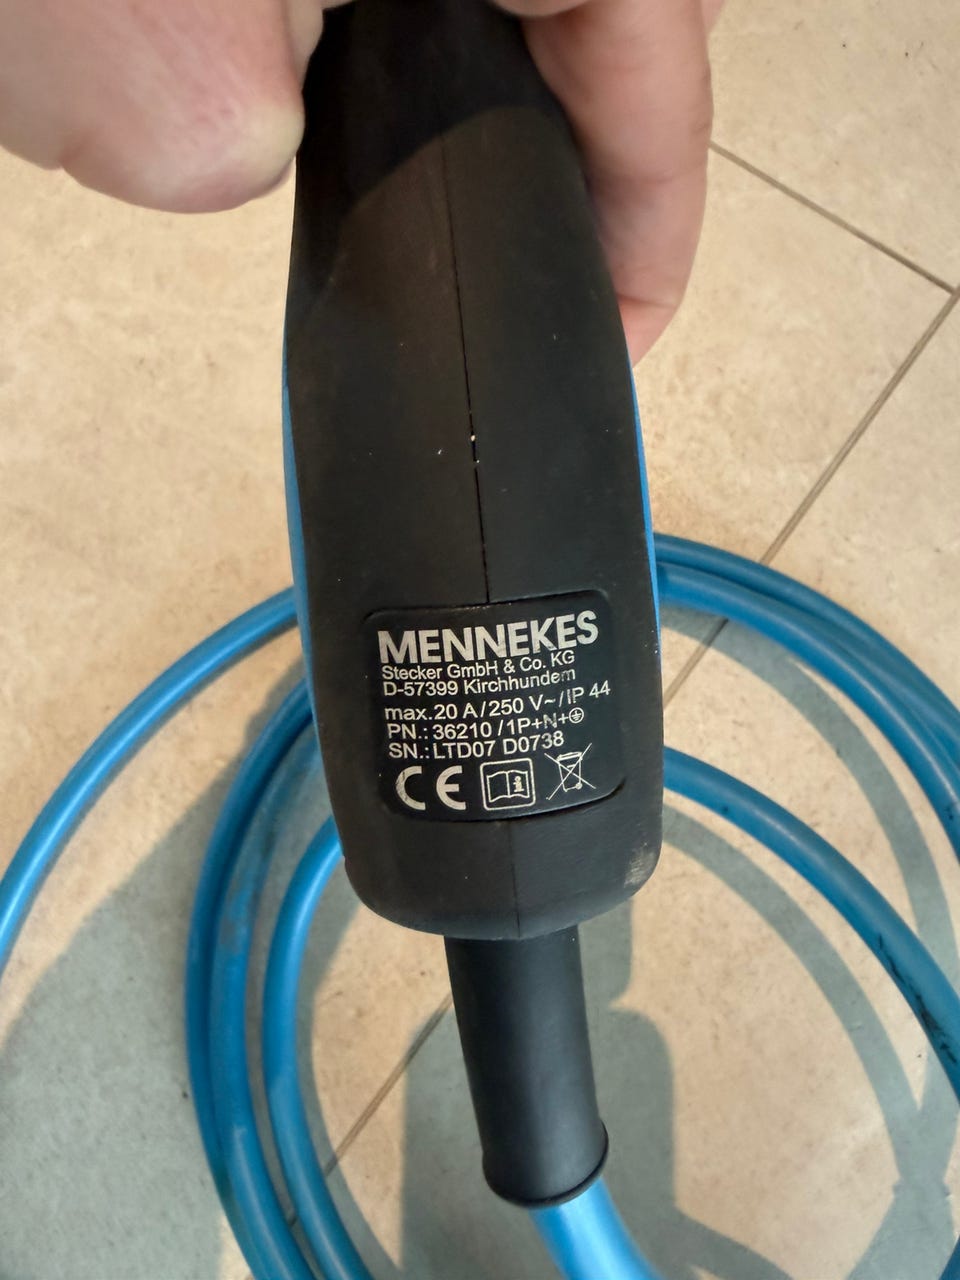 MENNEKES
Stecker GmbH & Co. KG
D-57399 Kirchhundem
max.20 A/250 V~/IP 44
PN.: 36210/1P+N+⏚
SN.: LTD07 D0738
CE
i